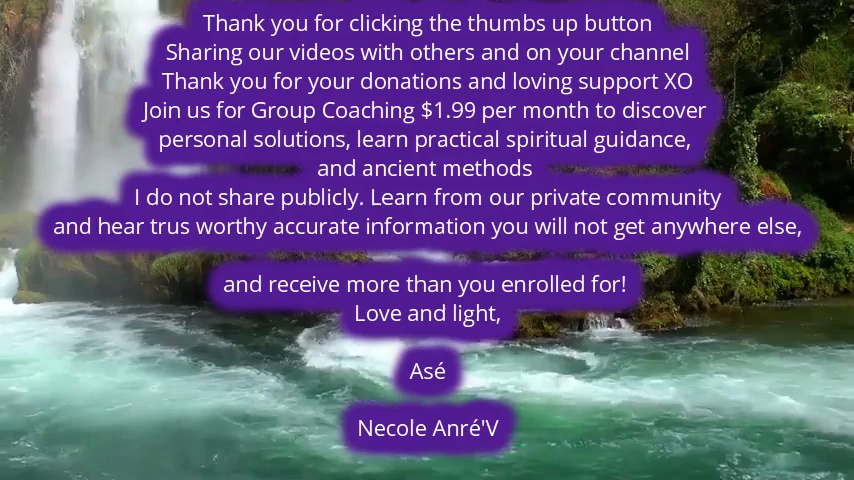 Thank you for clicking the thumbs up button
Sharing our videos with others and on your channel
Thank you for your donations and loving support XO
Join us for Group Coaching $1.99 per month to discover
personal solutions, learn practical spiritual guidance,
and ancient methods
I do not share publicly. Learn from our private community
and hear trus worthy accurate information you will not get anywhere else,
and receive more than you enrolled for!
Love and light,
Asé
Necole Anré'V